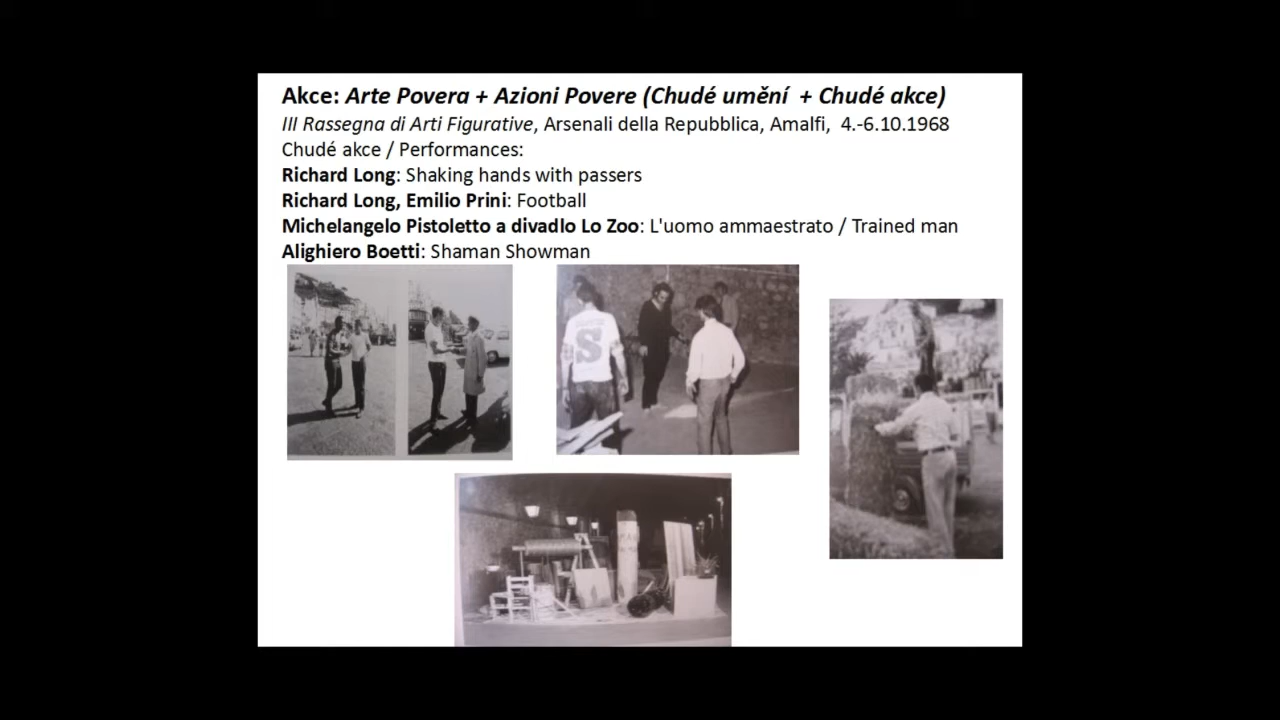 Akce: Arte Povera + Azioni Povere (Chudé umění + Chudé akce)
III Rassegna di Arti Figurative, Arsenali della Repubblica, Amalfi, 4.-6.10.1968
Chudé akce / Performances:
Richard Long: Shaking hands with passers
Richard Long, Emilio Prini: Football
Michelangelo Pistoletto a divadlo Lo Zoo: L'uomo ammaestrato / Trained man
Alighiero Boetti: Shaman Showman
S